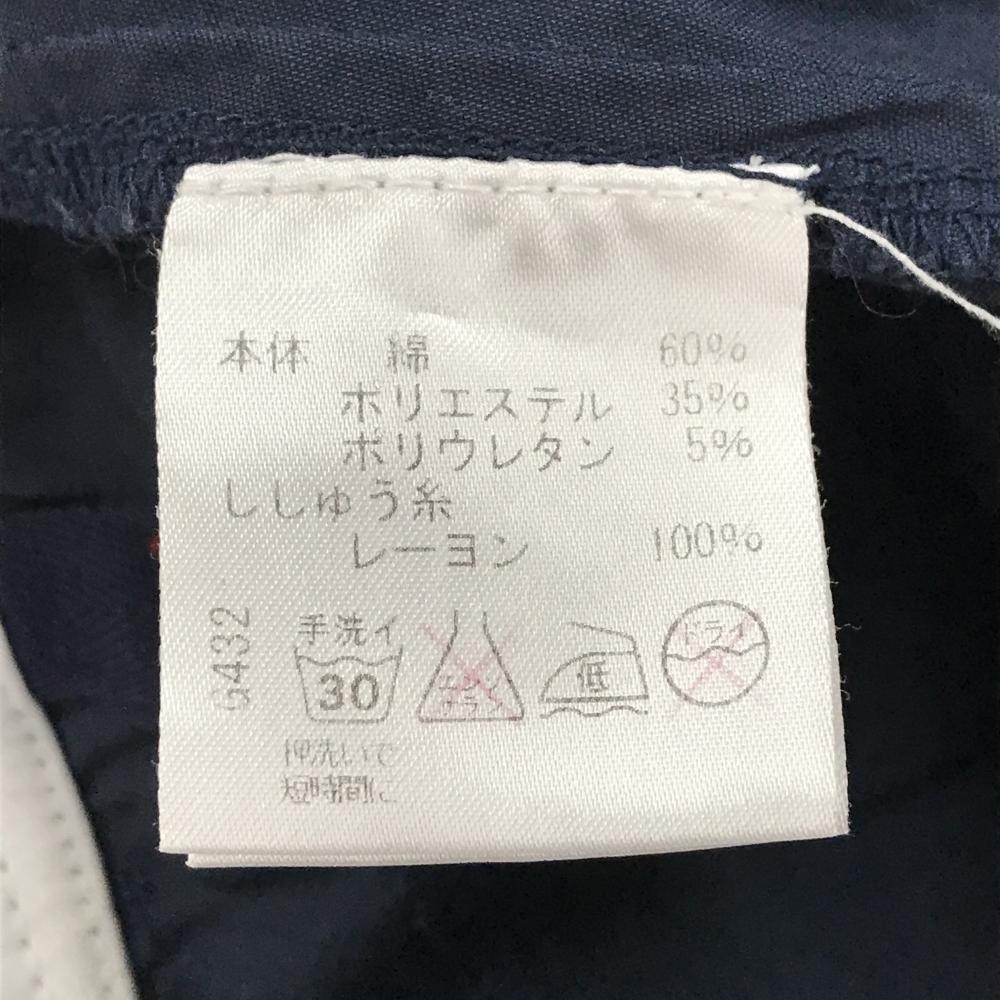 本体 綿 60%
ポリエステル 35%
ポリウレタン 5%
ししゅう糸
レーヨン 100%
手洗イ
30
低
ドライ
押洗いで
短時間に